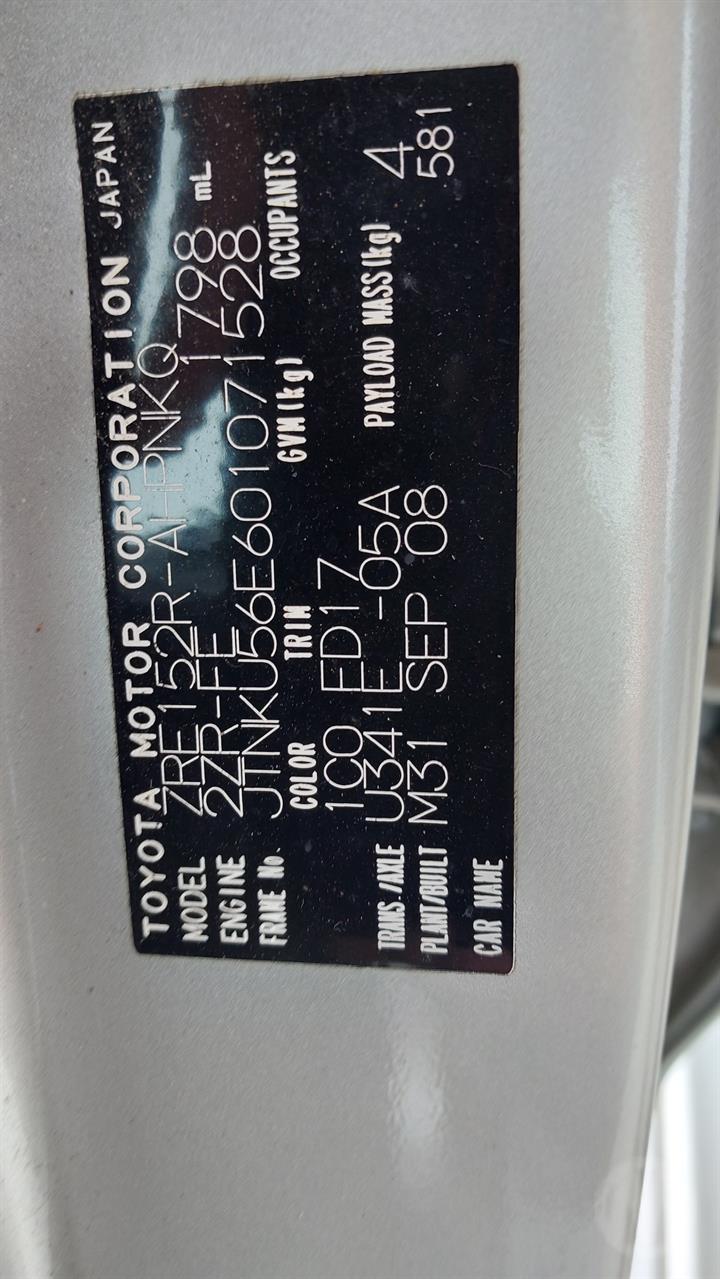 TOYOTA MOTOR CORPORATION JAPAN
MODEL ZRE152R-AHPNKQ
ENGINE 2ZR-FE 1798 mL
FRAME No. JTNKU56E601071528
COLOR TRIM GVM(kg) OCCUPANTS
1C0 FD17
TRANS./AXLE U341E -05A PAYLOAD MASS(kg) 4
PLANT/BUILT M31 SEP 08 581
CAR NAME